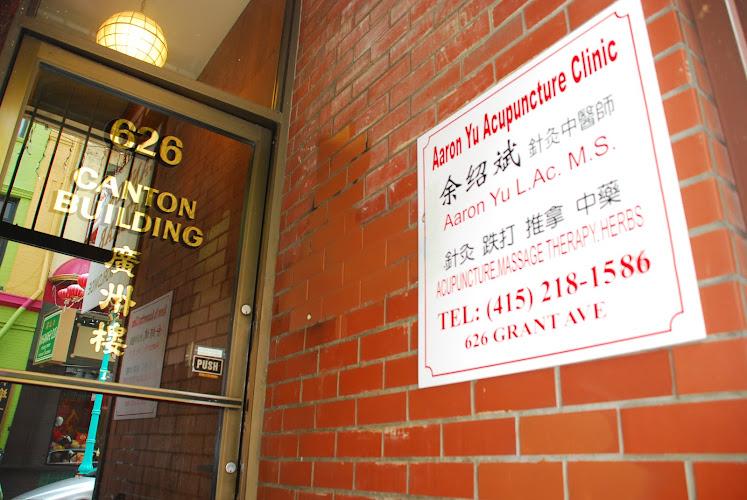 626
CANTON
BUILDING
廣州樓
PUSH
Aaron Yu Acupuncture Clinic
余绍斌 針灸中醫師
Aaron Yu L.Ac. M.S.
針灸 跌打 推拿 中藥
ACUPUNCTURE.MASSAGE THERAPY.HERBS
TEL: (415) 218-1586
626 GRANT AVE